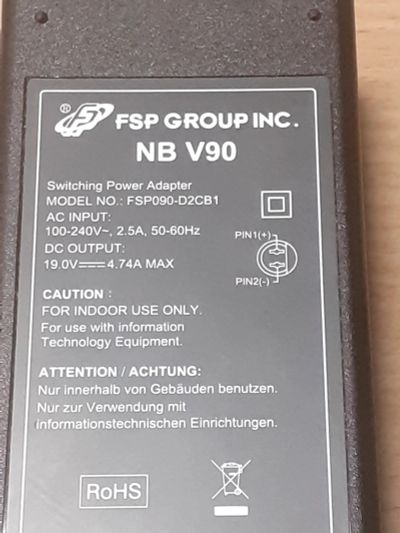 ® FSP GROUP INC.
NB V90
Switching Power Adapter
MODEL NO.: FSP090-D2CB1
AC INPUT:
100-240V~, 2.5A, 50-60Hz
DC OUTPUT:
19.0V⎓4.74A MAX
PIN1(+)
PIN2(-)
CAUTION :
FOR INDOOR USE ONLY.
For use with information
Technology Equipment.
ATTENTION / ACHTUNG:
Nur innerhalb von Gebäuden benutzen.
Nur zur Verwendung mit
informationstechnischen Einrichtungen.
RoHS